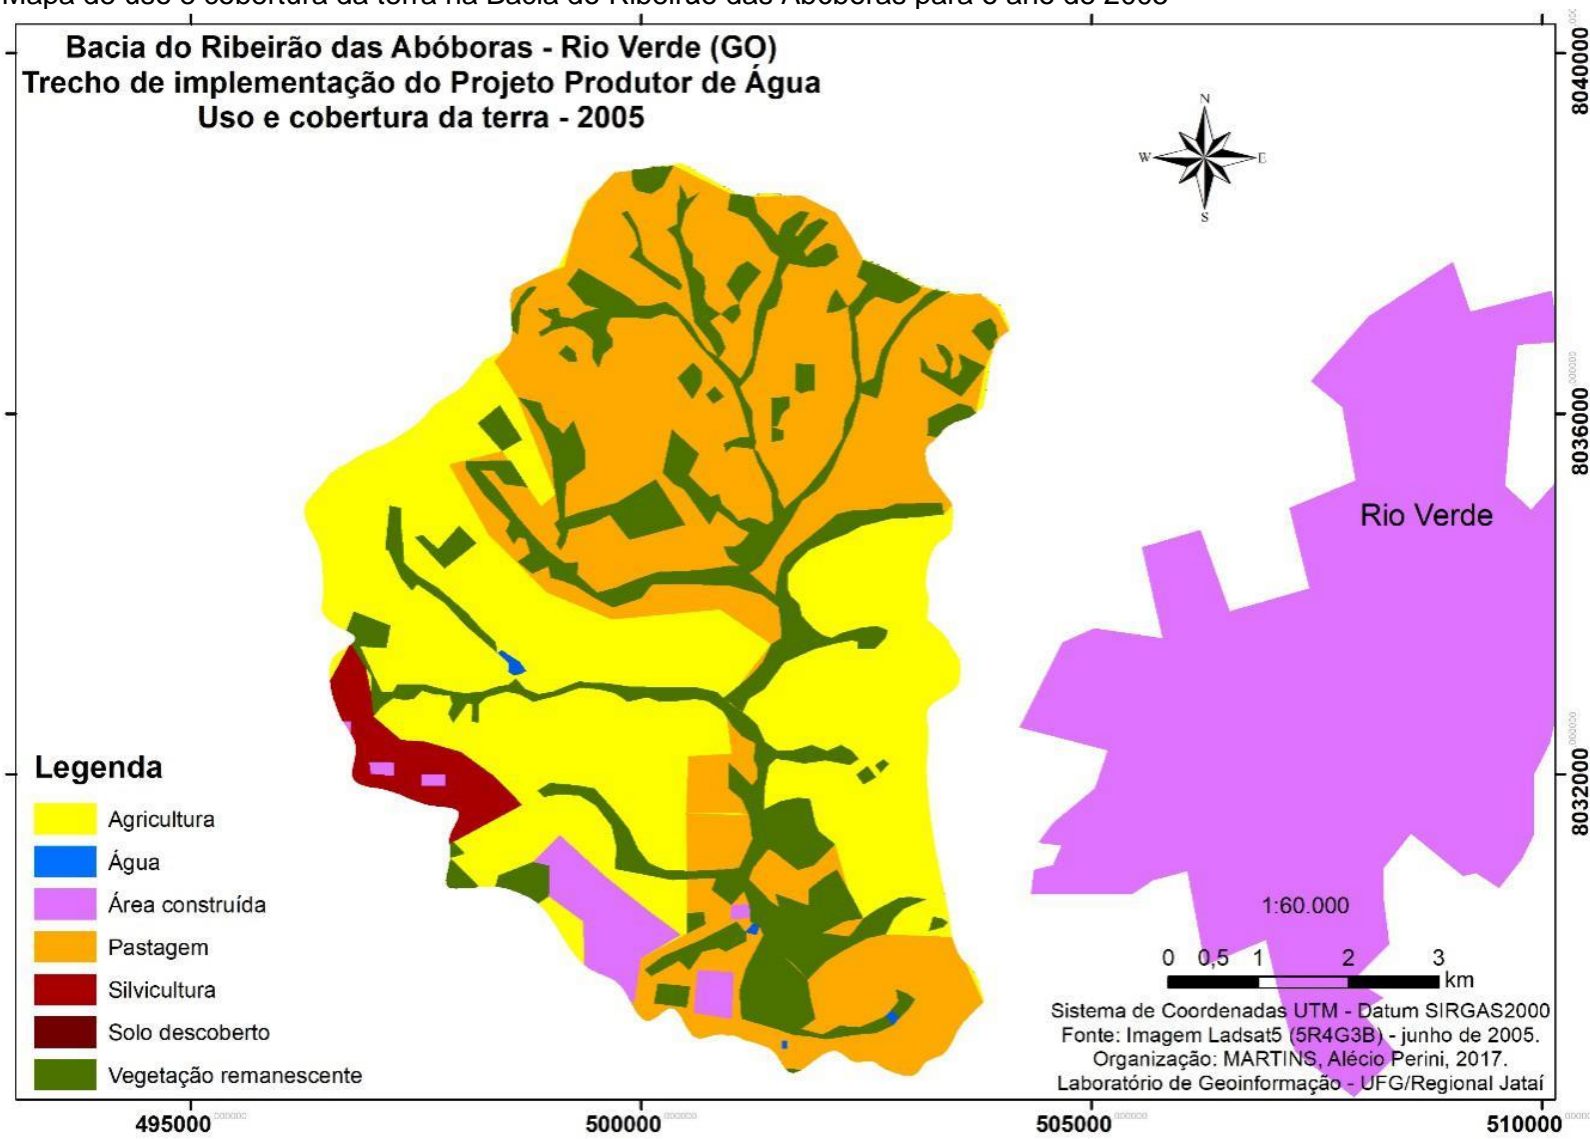 Mapa de uso e cobertura da terra na Bacia do Ribeirão das Abóboras para o ano de 2005
Bacia do Ribeirão das Abóboras - Rio Verde (GO)
Trecho de implementação do Projeto Produtor de Água
Uso e cobertura da terra - 2005
N
W E
S
8040000
8036000
8032000
Rio Verde
Legenda
Agricultura
Água
Área construída
Pastagem
Silvicultura
Solo descoberto
Vegetação remanescente
1:60.000
0 0,5 1 2 3
km
Sistema de Coordenadas UTM - Datum SIRGAS2000
Fonte: Imagem Ladsat5 (5R4G3B) - junho de 2005.
Organização: MARTINS, Alécio Perini, 2017.
Laboratório de Geoinformação - UFG/Regional Jataí
495000 500000 505000 510000